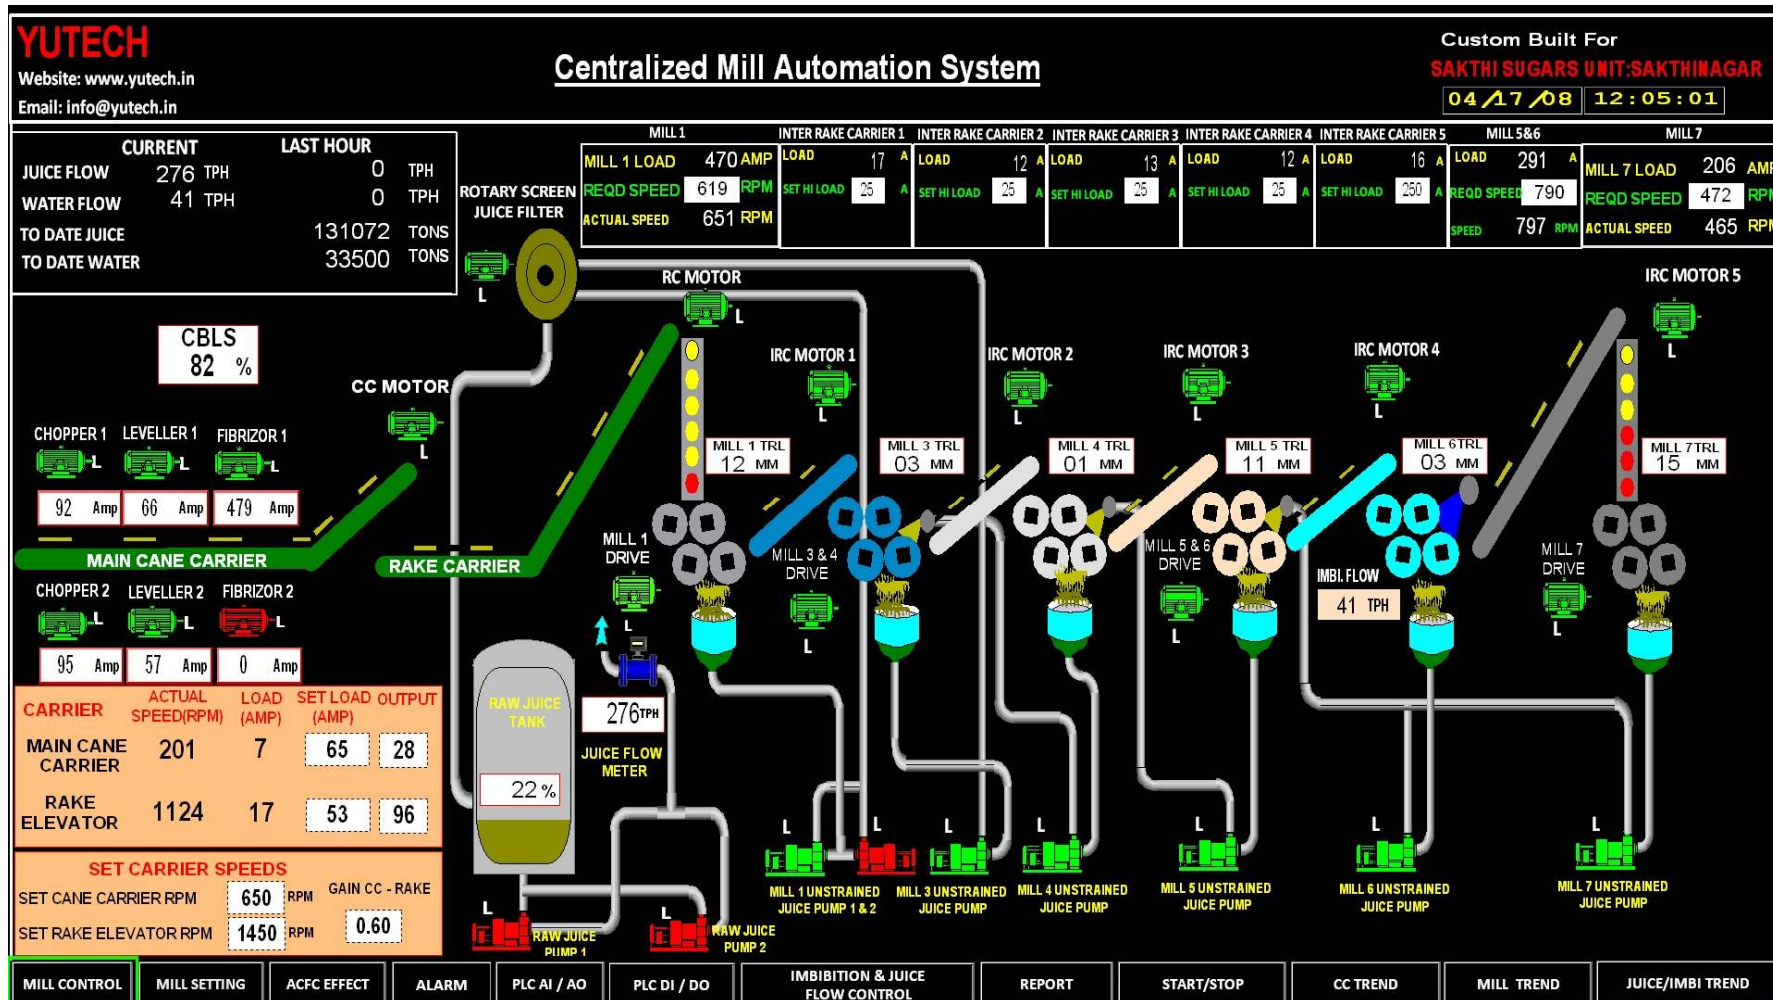 YUTECH
Website: www.yutech.in
Email: info@yutech.in
Centralized Mill Automation System
Custom Built For
SAKTHI SUGARS UNIT:SAKTHINAGAR
04/17/08 12:05:01
CURRENT LAST HOUR
JUICE FLOW 276 TPH 0 TPH
WATER FLOW 41 TPH 0 TPH
TO DATE JUICE 131072 TONS
TO DATE WATER 33500 TONS
MILL 1
MILL 1 LOAD 470 AMP
REQD SPEED 619 RPM
ACTUAL SPEED 651 RPM
INTER RAKE CARRIER 1
LOAD 17 A
SET HI LOAD 25 A
INTER RAKE CARRIER 2
LOAD 12 A
SET HI LOAD 25 A
INTER RAKE CARRIER 3
LOAD 13 A
SET HI LOAD 25 A
INTER RAKE CARRIER 4
LOAD 12 A
SET HI LOAD 25 A
INTER RAKE CARRIER 5
LOAD 16 A
SET HI LOAD 250 A
MILL 5&6
LOAD 291 A
REQD SPEED 790
SPEED 797 RPM
MILL 7
MILL 7 LOAD 206 AMP
REQD SPEED 472 RPM
ACTUAL SPEED 465 RPM
ROTARY SCREEN
JUICE FILTER
L
RC MOTOR
L
IRC MOTOR 5
L
CBLS
82 %
CC MOTOR
L
IRC MOTOR 1
L
IRC MOTOR 2
L
IRC MOTOR 3
L
IRC MOTOR 4
L
CHOPPER 1 LEVELLER 1 FIBRIZOR 1
L L L
92 Amp 66 Amp 479 Amp
MILL 1 TRL
12 MM
MILL 3 TRL
03 MM
MILL 4 TRL
01 MM
MILL 5 TRL
11 MM
MILL 6TRL
03 MM
MILL 7TRL
15 MM
MAIN CANE CARRIER
RAKE CARRIER
MILL 1
DRIVE
L
MILL 3 & 4
DRIVE
L
MILL 5 & 6
DRIVE
L
IMBI. FLOW
41 TPH
MILL 7
DRIVE
L
CHOPPER 2 LEVELLER 2 FIBRIZOR 2
L L L
95 Amp 57 Amp 0 Amp
CARRIER ACTUAL SPEED(RPM) LOAD (AMP) SET LOAD (AMP) OUTPUT
MAIN CANE CARRIER 201 7 65 28
RAKE ELEVATOR 1124 17 53 96
RAW JUICE
TANK
22 %
276 TPH
JUICE FLOW
METER
SET CARRIER SPEEDS
SET CANE CARRIER RPM 650 RPM
GAIN CC - RAKE
0.60
SET RAKE ELEVATOR RPM 1450 RPM
L
RAW JUICE
PUMP 1
L
RAW JUICE
PUMP 2
L L
MILL 1 UNSTRAINED
JUICE PUMP 1 & 2
L
MILL 3 UNSTRAINED
JUICE PUMP
L
MILL 4 UNSTRAINED
JUICE PUMP
L
MILL 5 UNSTRAINED
JUICE PUMP
L
MILL 6 UNSTRAINED
JUICE PUMP
L
MILL 7 UNSTRAINED
JUICE PUMP
MILL CONTROL
MILL SETTING
ACFC EFFECT
ALARM
PLC AI / AO
PLC DI / DO
IMBIBITION & JUICE
FLOW CONTROL
REPORT
START/STOP
CC TREND
MILL TREND
JUICE/IMBI TREND